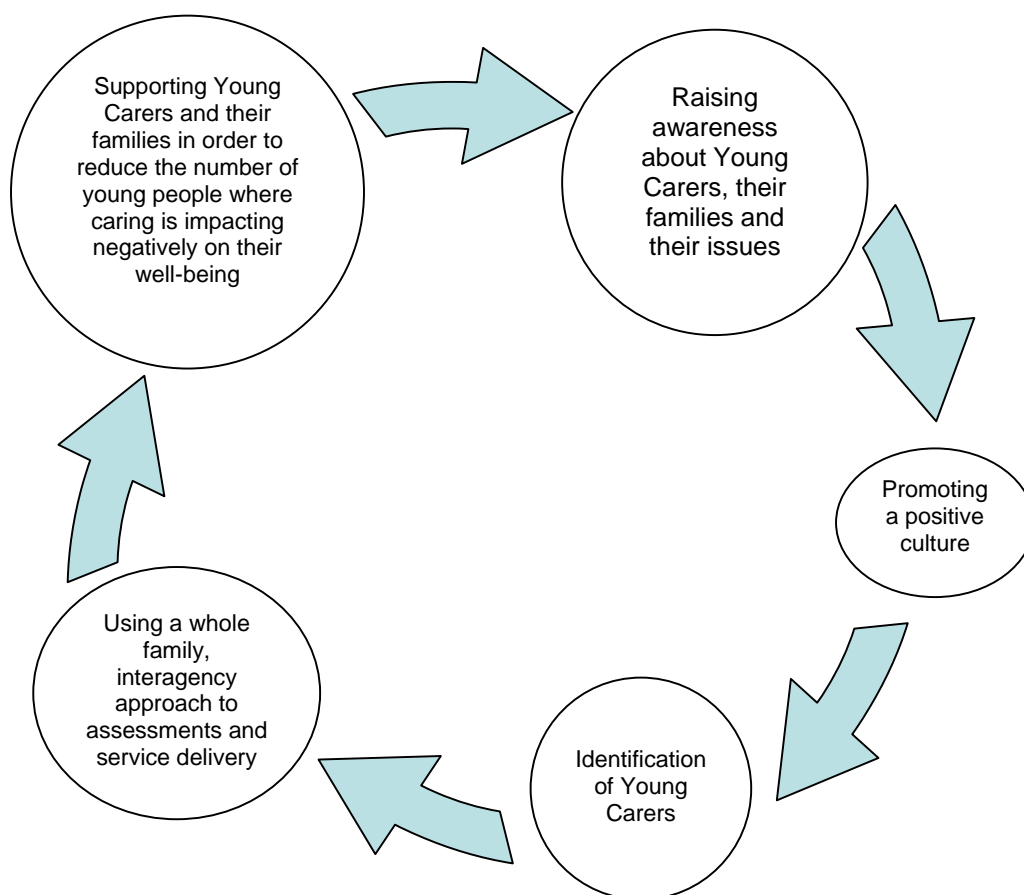 Supporting Young
Carers and their
families in order to
reduce the number of
young people where
caring is impacting
negatively on their
well-being
Raising
awareness
about Young
Carers, their
families and
their issues
Promoting
a positive
culture
Identification
of Young
Carers
Using a whole
family,
interagency
approach to
assessments and
service delivery